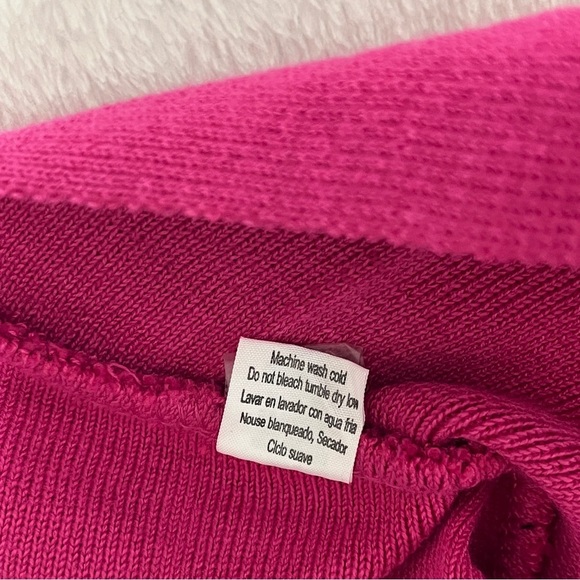 Machine wash cold
Do not bleach tumble dry low
Lavar en lavador con agua fria
Nouse blanqueado, Secador
Ciclo suave